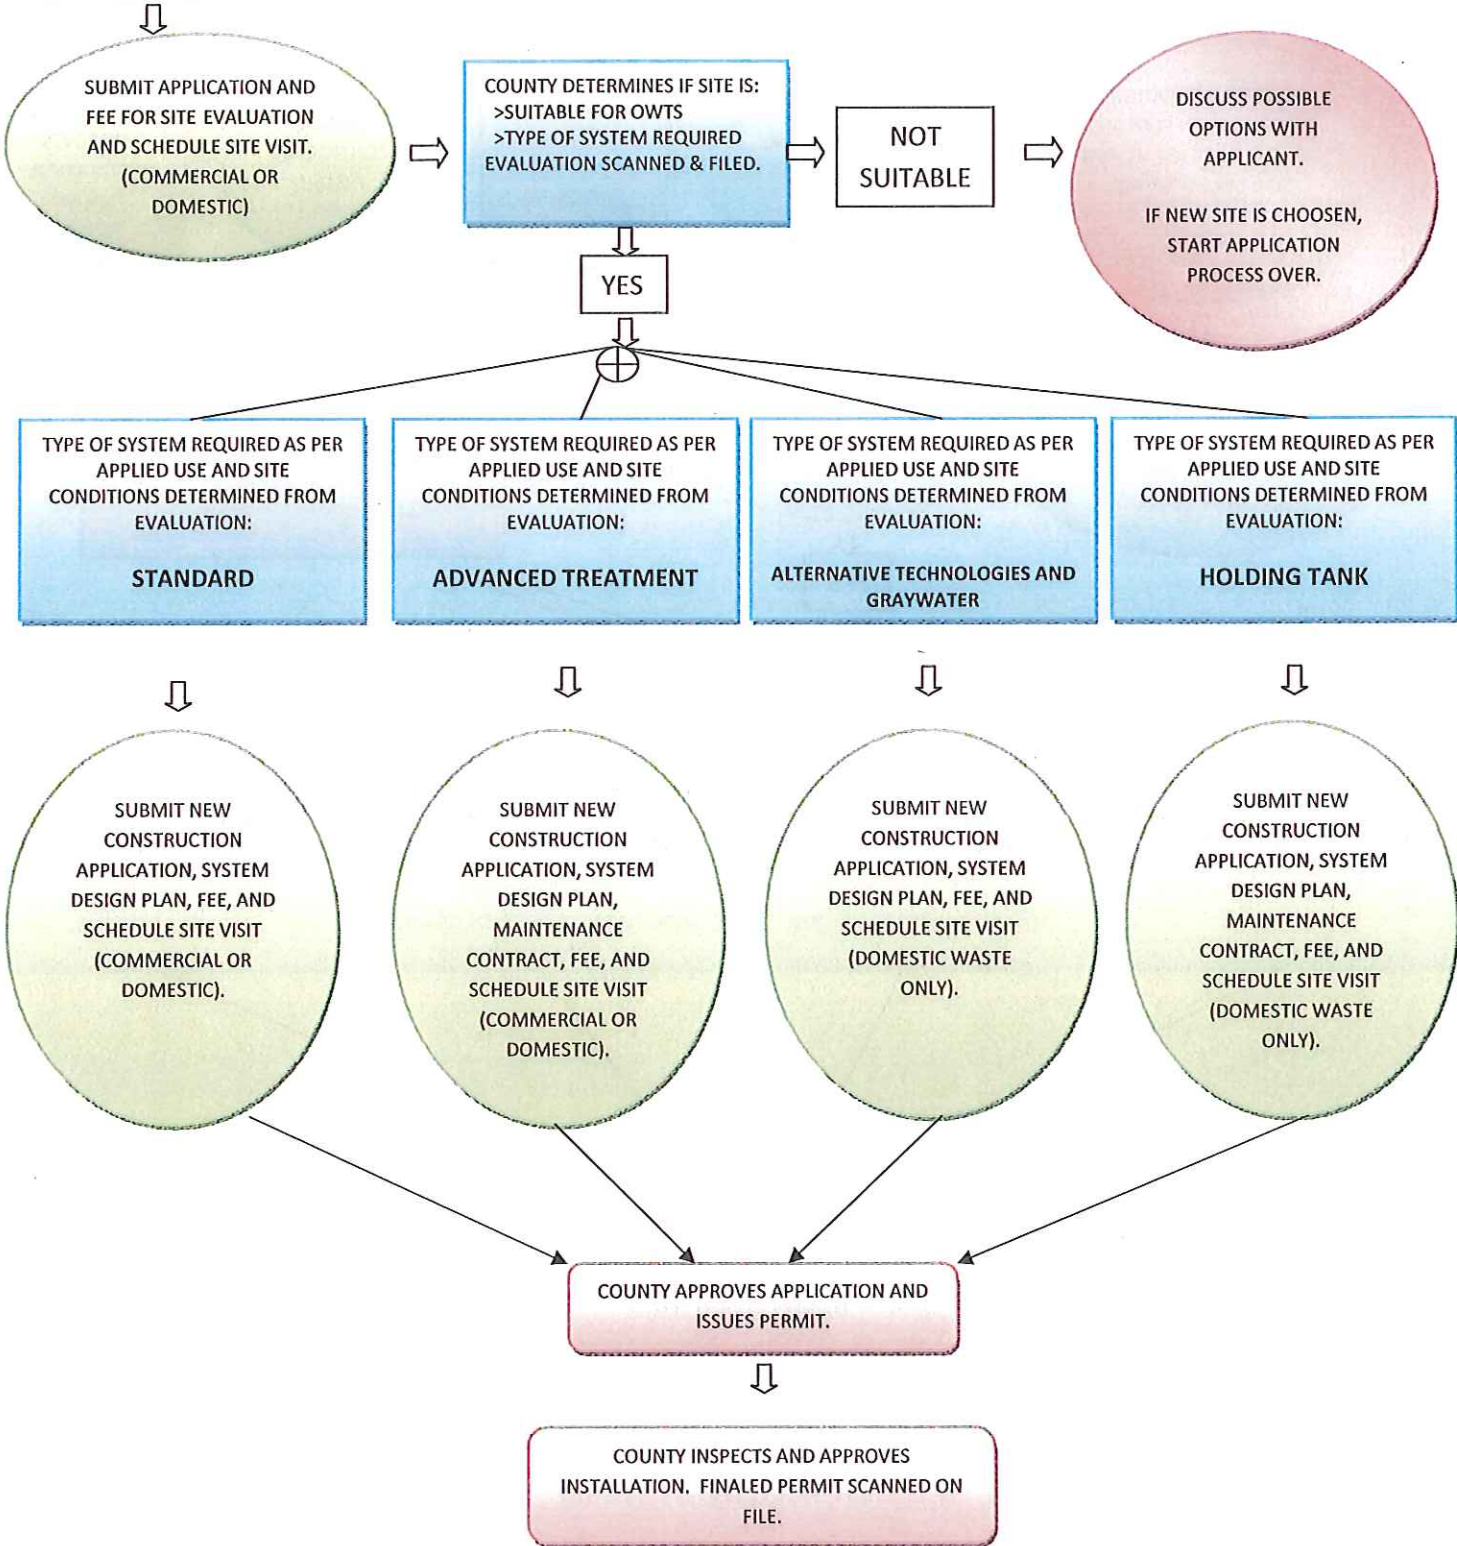 SUBMIT APPLICATION AND
FEE FOR SITE EVALUATION
AND SCHEDULE SITE VISIT.
(COMMERCIAL OR
DOMESTIC)
COUNTY DETERMINES IF SITE IS:
>SUITABLE FOR OWTS
>TYPE OF SYSTEM REQUIRED
EVALUATION SCANNED & FILED.
NOT
SUITABLE
DISCUSS POSSIBLE
OPTIONS WITH
APPLICANT.
IF NEW SITE IS CHOOSEN,
START APPLICATION
PROCESS OVER.
YES
TYPE OF SYSTEM REQUIRED AS PER
APPLIED USE AND SITE
CONDITIONS DETERMINED FROM
EVALUATION:
STANDARD
TYPE OF SYSTEM REQUIRED AS PER
APPLIED USE AND SITE
CONDITIONS DETERMINED FROM
EVALUATION:
ADVANCED TREATMENT
TYPE OF SYSTEM REQUIRED AS PER
APPLIED USE AND SITE
CONDITIONS DETERMINED FROM
EVALUATION:
ALTERNATIVE TECHNOLOGIES AND
GRAYWATER
TYPE OF SYSTEM REQUIRED AS PER
APPLIED USE AND SITE
CONDITIONS DETERMINED FROM
EVALUATION:
HOLDING TANK
SUBMIT NEW
CONSTRUCTION
APPLICATION, SYSTEM
DESIGN PLAN, FEE, AND
SCHEDULE SITE VISIT
(COMMERCIAL OR
DOMESTIC).
SUBMIT NEW
CONSTRUCTION
APPLICATION, SYSTEM
DESIGN PLAN,
MAINTENANCE
CONTRACT, FEE, AND
SCHEDULE SITE VISIT
(COMMERCIAL OR
DOMESTIC).
SUBMIT NEW
CONSTRUCTION
APPLICATION, SYSTEM
DESIGN PLAN, FEE, AND
SCHEDULE SITE VISIT
(DOMESTIC WASTE
ONLY).
SUBMIT NEW
CONSTRUCTION
APPLICATION, SYSTEM
DESIGN PLAN,
MAINTENANCE
CONTRACT, FEE, AND
SCHEDULE SITE VISIT
(DOMESTIC WASTE
ONLY).
COUNTY APPROVES APPLICATION AND
ISSUES PERMIT.
COUNTY INSPECTS AND APPROVES
INSTALLATION. FINALED PERMIT SCANNED ON
FILE.